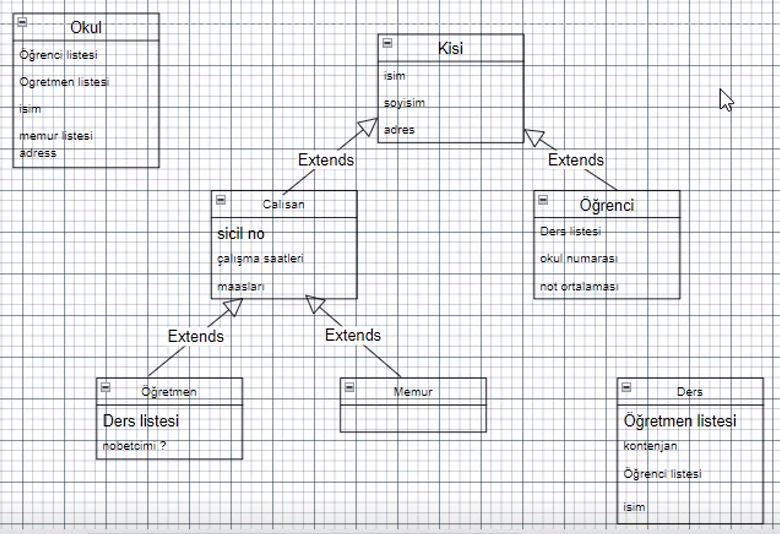 Okul
Öğrenci listesi
Ogretmen listesi
isim
memur listesi
adress
Kisi
isim
soyisim
adres
Extends
Extends
Calısan
sicil no
çalışma saatleri
maasları
Öğrenci
Ders listesi
okul numarası
not ortalaması
Extends
Extends
Öğretmen
Ders listesi
nobetcimi ?
Memur
Ders
Öğretmen listesi
kontenjan
Öğrenci listesi
isim